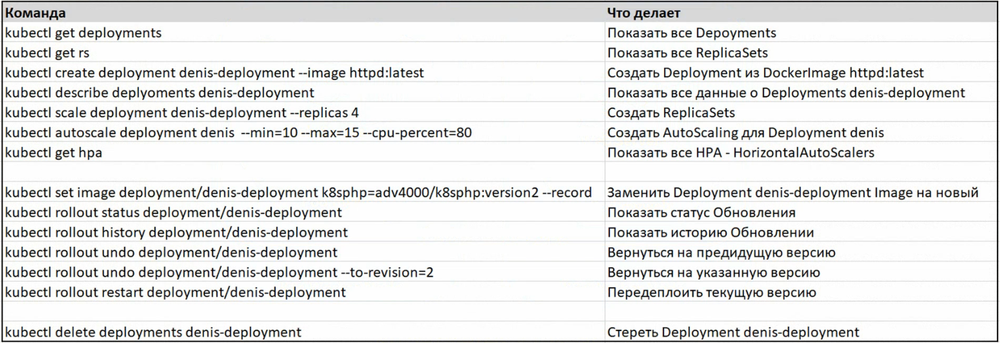 Команда Что делает
kubectl get deployments Показать все Depoyments
kubectl get rs Показать все ReplicaSets
kubectl create deployment denis-deployment --image httpd:latest Создать Deployment из DockerImage httpd:latest
kubectl describe deplyoments denis-deployment Показать все данные о Deployments denis-deployment
kubectl scale deployment denis-deployment --replicas 4 Создать ReplicaSets
kubectl autoscale deployment denis --min=10 --max=15 --cpu-percent=80 Создать AutoScaling для Deployment denis
kubectl get hpa Показать все HPA - HorizontalAutoScalers
kubectl set image deployment/denis-deployment k8sphp=adv4000/k8sphp:version2 --record Заменить Deployment denis-deployment Image на новый
kubectl rollout status deployment/denis-deployment Показать статус Обновления
kubectl rollout history deployment/denis-deployment Показать историю Обновлении
kubectl rollout undo deployment/denis-deployment Вернуться на предидущую версию
kubectl rollout undo deployment/denis-deployment --to-revision=2 Вернуться на указанную версию
kubectl rollout restart deployment/denis-deployment Передеплоить текущую версию
kubectl delete deployments denis-deployment Стереть Deployment denis-deployment